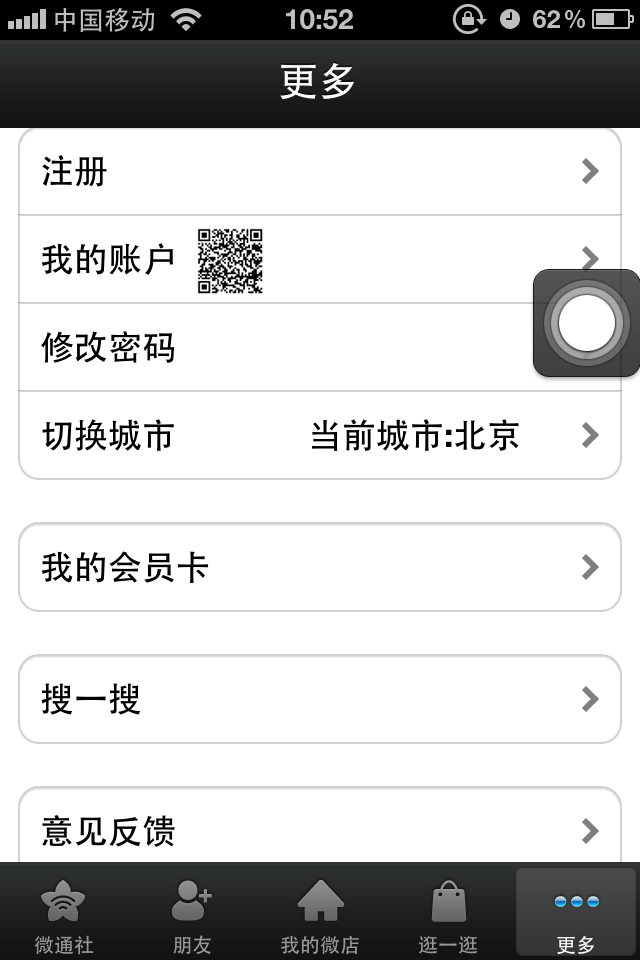 中国移动 10:52 62%
更多
注册
我的账户
修改密码
切换城市 当前城市:北京
我的会员卡
搜一搜
意见反馈
微通社 朋友 我的微店 逛一逛 更多